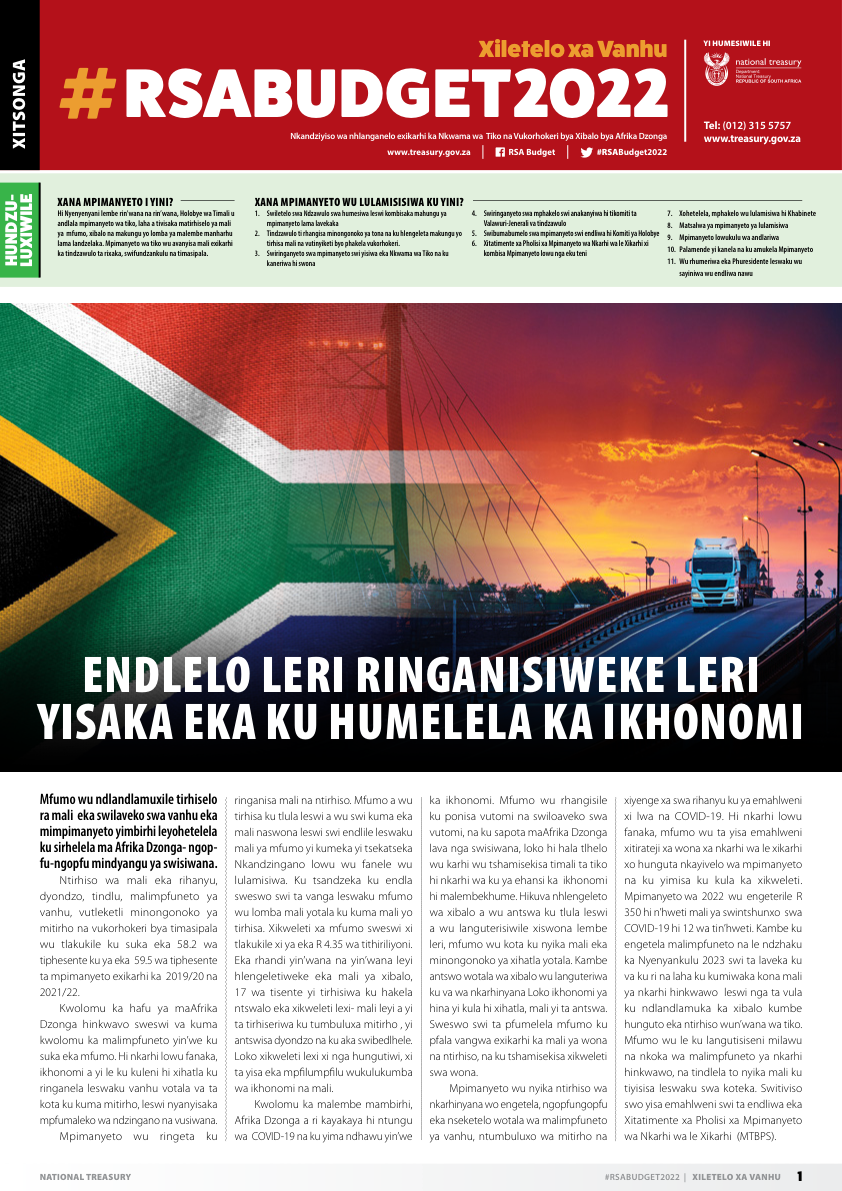 XITSONGA
Xiletelo xa Vanhu
#RSABUDGET2022
Nkandziyiso wa nhlanganelo exikarhi ka Nkwama wa Tiko na Vukorhokeri bya Xibalo bya Afrika Dzonga
www.treasury.gov.za | RSA Budget | #RSABudget2022
YI HUMESIWILE HI
national treasury
Department:
National Treasury
REPUBLIC OF SOUTH AFRICA
Tel: (012) 315 5757
www.treasury.gov.za
HUNDZU-
LUXIWILE
XANA MPIMANYETO I YINI?
Hi Nyenyenyani lembe rin'wana na rin'wana, Holobye wa Timali u
andlala mpimanyeto wa tiko, laha a tivisaka matirhiselo ya mali
ya mfumo, xibalo na makungu yo lomba ya malembe manharhu
lama landzelaka. Mpimanyeto wa tiko wu avanyisa mali exikarhi
ka tindzawulo ta rixaka, swifundzankulu na timasipala.
XANA MPIMANYETO WU LULAMISISIWA KU YINI?
1. Swiletelo swa Ndzawulo swa humesiwa leswi kombisaka mahungu ya
mpimanyeto lama lavekaka
2. Tindzawulo ti rhangisa minongonoko ya tona na ku hlengeleta makungu yo
tirhisa mali na vutinyiketi byo phakela vukorhokeri.
3. Swiringanyeto swa mpimanyeto swi yisiwa eka Nkwama wa Tiko na ku
kaneriwa hi swona
4. Swiringanyeto swa mphakelo swi anakanyiwa hi tikomiti ta
Valawuri-Jenerali va tindzawulo
5. Swibumabumelo swa mpimanyeto swi endliwa hi Komiti ya Holobye
6. Xitatimente xa Pholisi xa Mpimanyeto wa Nkarhi wa le Xikarhi xi
kombisa Mpimanyeto lowu nga eku teni
7. Xohetelela, mphakelo wu lulamisiwa hi Khabinete
8. Matsalwa ya mpimanyeto ya lulamisiwa
9. Mpimanyeto lowukulu wa andlariwa
10. Palamende yi kanela na ku amukela Mpimanyeto
11. Wu rhumeriwa eka Phuresidente leswaku wu
sayiniwa wu endliwa nawu
ENDLELO LERI RINGANISIWEKE LERI
YISAKA EKA KU HUMELELA KA IKHONOMI
Mfumo wu ndlandlamuxile tirhiselo
ra mali eka swilaveko swa vanhu eka
mimpimanyeto yimbirhi leyohetelela
ku sirhelela ma Afrika Dzonga- ngop-
fu-ngopfu mindyangu ya swisiwana.
Ntirhiso wa mali eka rihanyu,
dyondzo, tindlu, malimpfuneto ya
vanhu, vutleketli minongonoko ya
mitirho na vukorhokeri bya timasipala
wu tlakukile ku suka eka 58.2 wa
tiphesente ku ya eka 59.5 wa tiphesente
ta mpimanyeto exikarhi ka 2019/20 na
2021/22.
Kwolomu ka hafu ya maAfrika
Dzonga hinkwavo sweswi va kuma
kwolomu ka malimpfuneto yin'we ku
suka eka mfumo. Hi nkarhi lowu fanaka,
ikhonomi a yi le ku kuleni hi xihatla ku
ringanela leswaku vanhu votala va ta
kota ku kuma mitirho, leswi nyanyisaka
mpfumaleko wa ndzingano na vusiwana.
Mpimanyeto wu ringeta ku
ringanisa mali na ntirhiso. Mfumo a wu
tirhisa ku tlula leswi a wu swi kuma eka
mali naswona leswi swi endlile leswaku
mali ya mfumo yi kumeka yi tsekatseka
Nkandzingano lowu wu fanele wu
lulamisiwa. Ku tsandzeka ku endla
sweswo swi ta vanga leswaku mfumo
wu lomba mali yotala ku kuma mali yo
tirhisa. Xikweleti xa mfumo sweswi xi
tlakukile xi ya eka R 4.35 wa tithiriliyoni.
Eka rhandi yin'wana na yin'wana leyi
hlengeletiweke eka mali ya xibalo,
17 wa tisente yi tirhisiwa ku hakela
ntswalo eka xikweleti lexi- mali leyi a yi
ta tirhiseriwa ku tumbuluxa mitirho , yi
antswisa dyondzo na ku aka swibedlhele.
Loko xikweleti lexi xi nga hungutiwi, xi
ta yisa eka mpfilumpfilu wukulukumba
wa ikhonomi na mali.
Kwolomu ka malembe mambirhi,
Afrika Dzonga a ri kayakaya hi ntungu
wa COVID-19 na ku yima ndhawu yin'we
ka ikhonomi. Mfumo wu rhangisile
ku ponisa vutomi na swiloaveko swa
vutomi, na ku sapota maAfrika Dzonga
lava nga swisiwana, loko hi hala tlhelo
wu karhi wu tshamisekisa timali ta tiko
hi nkarhi wa ku ya ehansi ka ikhonomi
hi malembekhume. Hikuva nhlengeleto
wa xibalo a wu antswa ku tlula leswi
a wu languterisiwile xiswona lembe
leri, mfumo wu kota ku nyika mali eka
minongonoko ya xihatla yotala. Kambe
antswo wotala wa xibalo wu languteriwa
ku va wa nkarhinyana Loko ikhonomi ya
hina yi kula hi xihatla, mali yi ta antswa.
Sweswo swi ta pfumelela mfumo ku
pfala vangwa exikarhi ka mali ya wona
na ntirhiso, na ku tshamisekisa xikweleti
swa wona.
Mpimanyeto wu nyika ntirhiso wa
nkarhinyana wo engetela, ngopfungopfu
eka nseketelo wotala wa malimpfuneto
ya vanhu, ntumbuluxo wa mitirho na
xiyenge xa swa rihanyu ku ya emahlweni
xi lwa na COVID-19. Hi nkarhi lowu
fanaka, mfumo wu ta yisa emahlweni
xitirateji xa wona xa nkarhi wa le xikarhi
xo hunguta nkayivelo wa mpimanyeto
na ku yimisa ku kula ka xikweleti.
Mpimanyeto wa 2022 wu engeterile R
350 hi n'hweti mali ya swintshunxo swa
COVID-19 hi 12 wa tin'hweti. Kambe ku
engetela malimpfuneto na le ndzhaku
ka Nyenyankulu 2023 swi ta laveka ku
va ku ri na laha ku kumiwaka kona mali
ya nkarhi hinkwawo leswi nga ta vula
ku ndlandlamuka ka xibalo kumbe
hunguto eka ntirhiso wun'wana wa tiko.
Mfumo wu le ku langutisiseni milawu
na nkoka wa malimpfuneto ya nkarhi
hinkwawo, na tindlela to nyika mali ku
tiyisisa leswaku swa koteka. Switiviso
swo yisa emahlweni swi ta endliwa eka
Xitatimente xa Pholisi xa Mpimanyeto
wa Nkarhi wa le Xikarhi (MTBPS).
NATIONAL TREASURY
#RSABUDGET2022 | XILETELO XA VANHU 1